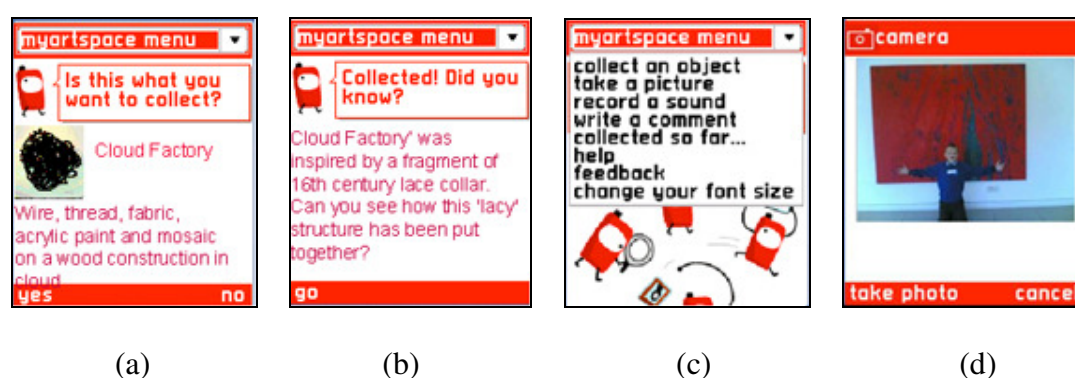 myartspace menu
Is this what you
want to collect?
Cloud Factory
Wire, thread, fabric,
acrylic paint and mosaic
on a wood construction in
cloud
yes no
(a)
myartspace menu
Collected! Did you
know?
Cloud Factory' was
inspired by a fragment of
16th century lace collar.
Can you see how this 'lacy'
structure has been put
together?
go
(b)
myartspace menu
collect an object
take a picture
record a sound
write a comment
collected so far...
help
feedback
change your font size
(c)
camera
take photo cancel
(d)